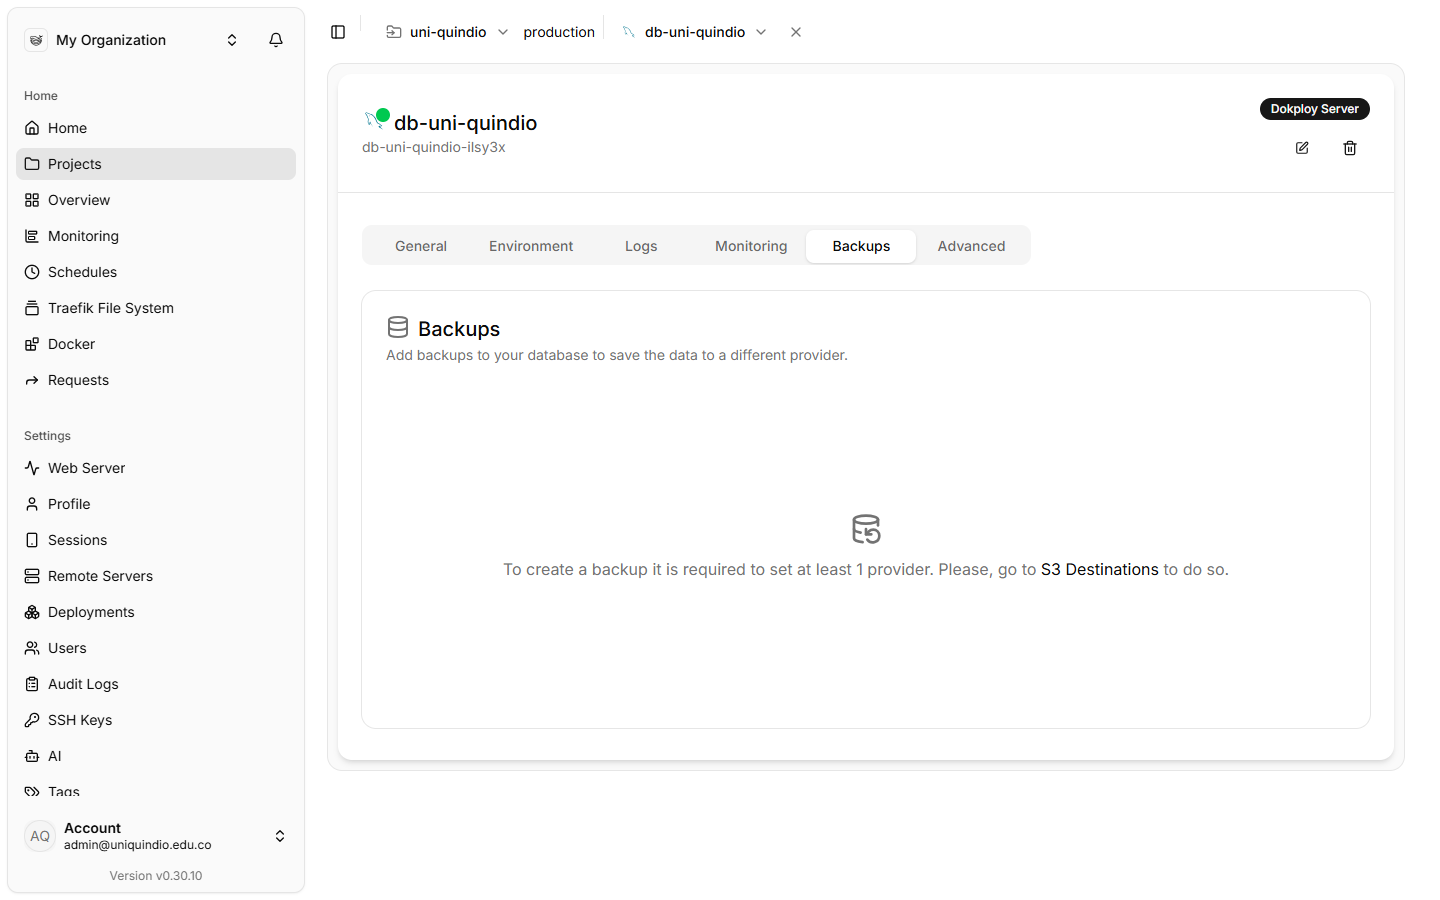 My Organization
Home
Home
Projects
Overview
Monitoring
Schedules
Traefik File System
Docker
Requests
Settings
Web Server
Profile
Sessions
Remote Servers
Deployments
Users
Audit Logs
SSH Keys
AI
Tags
AQ
Account
admin@uniquindio.edu.co
Version v0.30.10
uni-quindio production db-uni-quindio
Dokploy Server
db-uni-quindio
db-uni-quindio-ilsy3x
General Environment Logs Monitoring Backups Advanced
Backups
Add backups to your database to save the data to a different provider.
To create a backup it is required to set at least 1 provider. Please, go to S3 Destinations to do so.